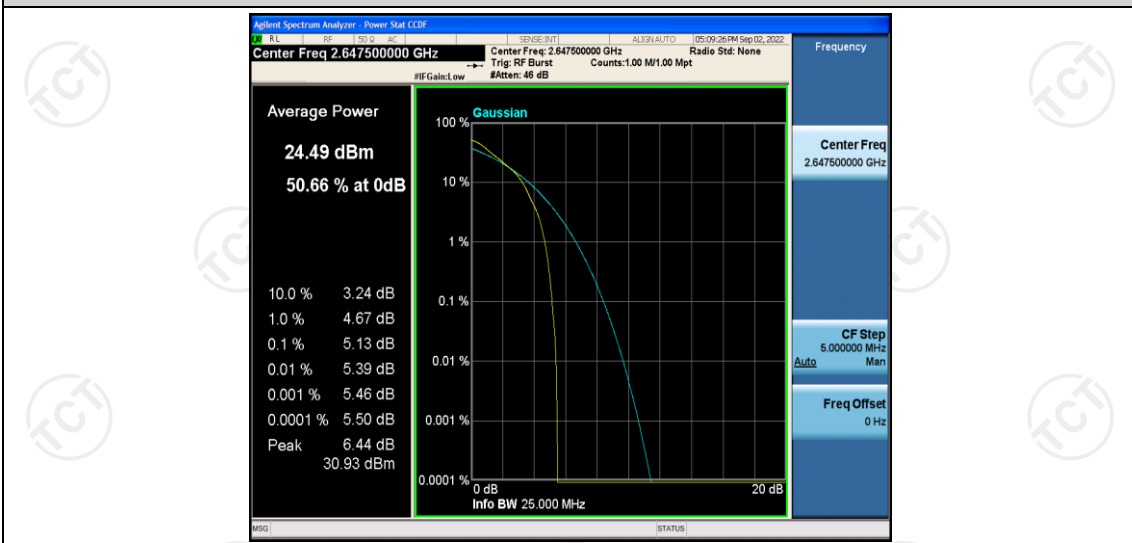 Agilent Spectrum Analyzer - Power Stat CCDF
RL RF 50 Ω AC SENSE:INT ALIGN AUTO 05:09:26 PM Sep 02, 2022
Center Freq 2.647500000 GHz
Center Freq: 2.647500000 GHz Radio Std: None
Trig: RF Burst Counts:1.00 M/1.00 Mpt
#IFGain:Low #Atten: 46 dB
Frequency
Average Power
24.49 dBm
50.66 % at 0dB
10.0 % 3.24 dB
1.0 % 4.67 dB
0.1 % 5.13 dB
0.01 % 5.39 dB
0.001 % 5.46 dB
0.0001 % 5.50 dB
Peak 6.44 dB
30.93 dBm
Gaussian
100 %
10 %
1 %
0.1 %
0.01 %
0.001 %
0.0001 %
0 dB 20 dB
Info BW 25.000 MHz
Center Freq
2.647500000 GHz
CF Step
5.000000 MHz
Auto Man
Freq Offset
0 Hz
MSG STATUS
TCT
TCT
TCT
TCT
TCT
TCT